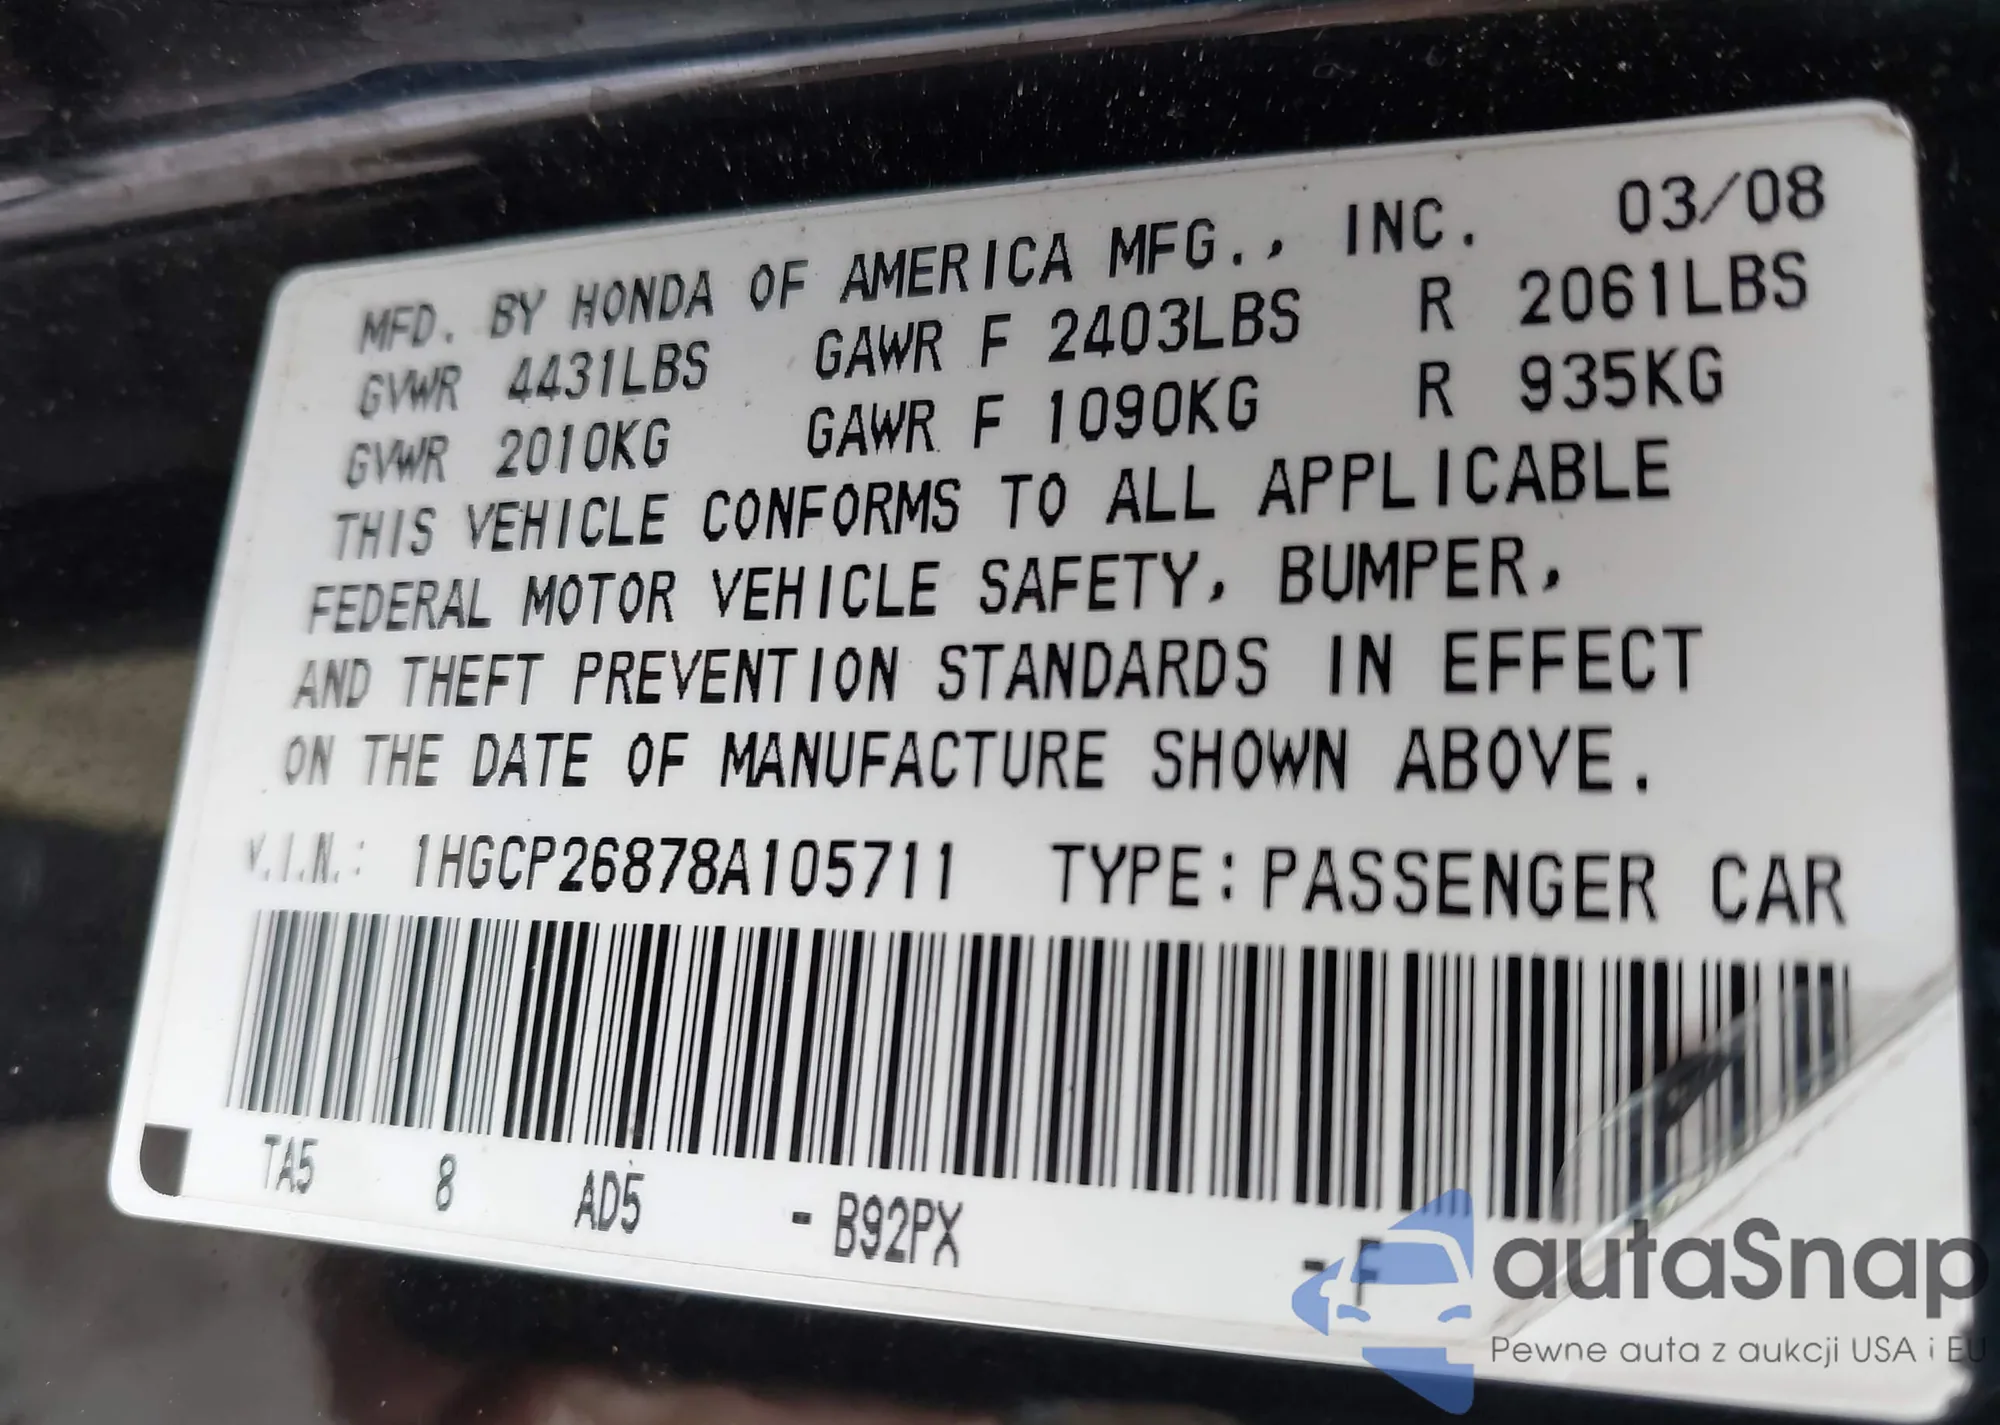 MFD. BY HONDA OF AMERICA MFG., INC. 03/08
GVWR 4431LBS GAWR F 2403LBS R 2061LBS
GVWR 2010KG GAWR F 1090KG R 935KG
THIS VEHICLE CONFORMS TO ALL APPLICABLE
FEDERAL MOTOR VEHICLE SAFETY, BUMPER,
AND THEFT PREVENTION STANDARDS IN EFFECT
ON THE DATE OF MANUFACTURE SHOWN ABOVE.
V.I.N.: 1HGCP26878A105711 TYPE: PASSENGER CAR
TA5 8 AD5 - B92PX - F
autaSnap
Pewne auta z aukcji USA i EU